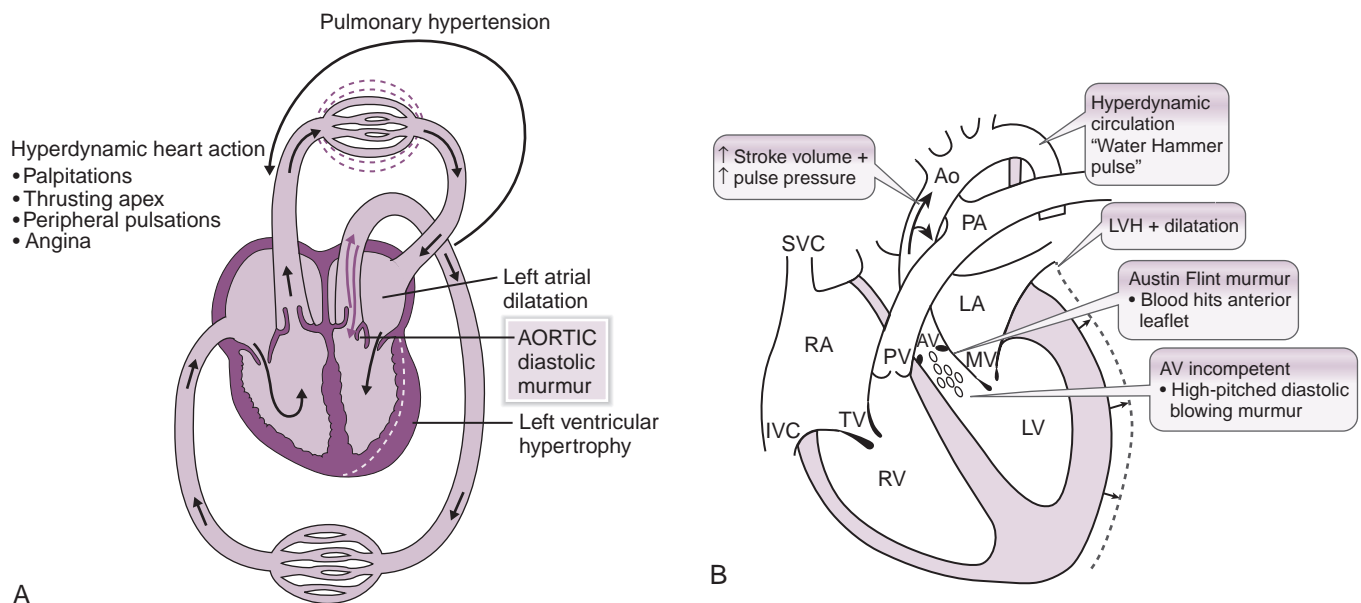 Pulmonary hypertension
Hyperdynamic heart action
•Palpitations
•Thrusting apex
•Peripheral pulsations
•Angina
Left atrial
dilatation
AORTIC
diastolic
murmur
Left ventricular
hypertrophy
A
↑ Stroke volume +
↑ pulse pressure
Hyperdynamic
circulation
“Water Hammer
pulse”
Ao
PA
SVC
LVH + dilatation
Austin Flint murmur
• Blood hits anterior
leaflet
LA
RA
PV
AV
MV
AV incompetent
• High-pitched diastolic
blowing murmur
TV
IVC
LV
RV
B